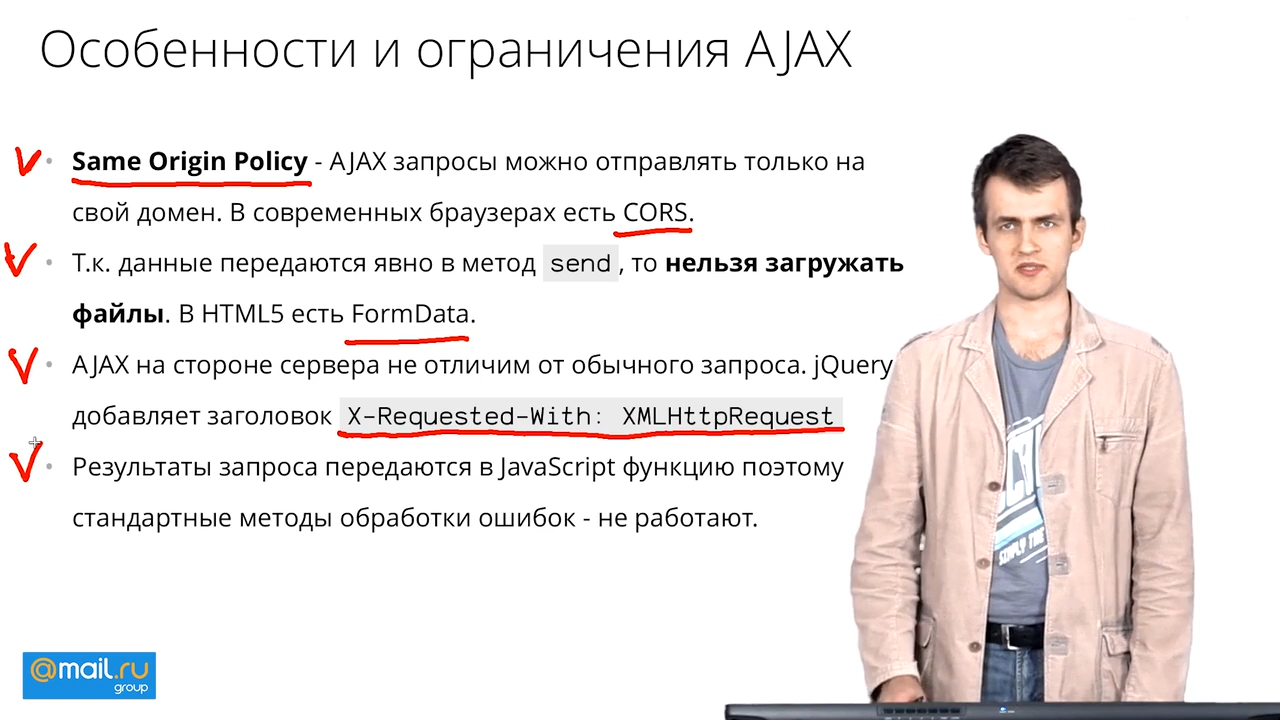 Особенности и ограничения AJAX
Same Origin Policy - AJAX запросы можно отправлять только на
свой домен. В современных браузерах есть CORS.
Т.к. данные передаются явно в метод send, то нельзя загружать
файлы. В HTML5 есть FormData.
AJAX на стороне сервера не отличим от обычного запроса. jQuery
добавляет заголовок X-Requested-With: XMLHttpRequest
Результаты запроса передаются в JavaScript функцию поэтому
стандартные методы обработки ошибок - не работают.
@mail.ru
group
SIMPLY THE